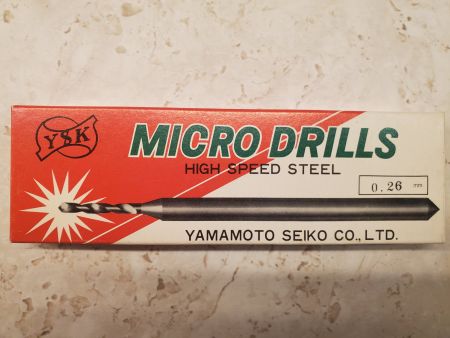 YSK
MICRO DRILLS
HIGH SPEED STEEL
0.26 mm
YAMAMOTO SEIKO CO., LTD.